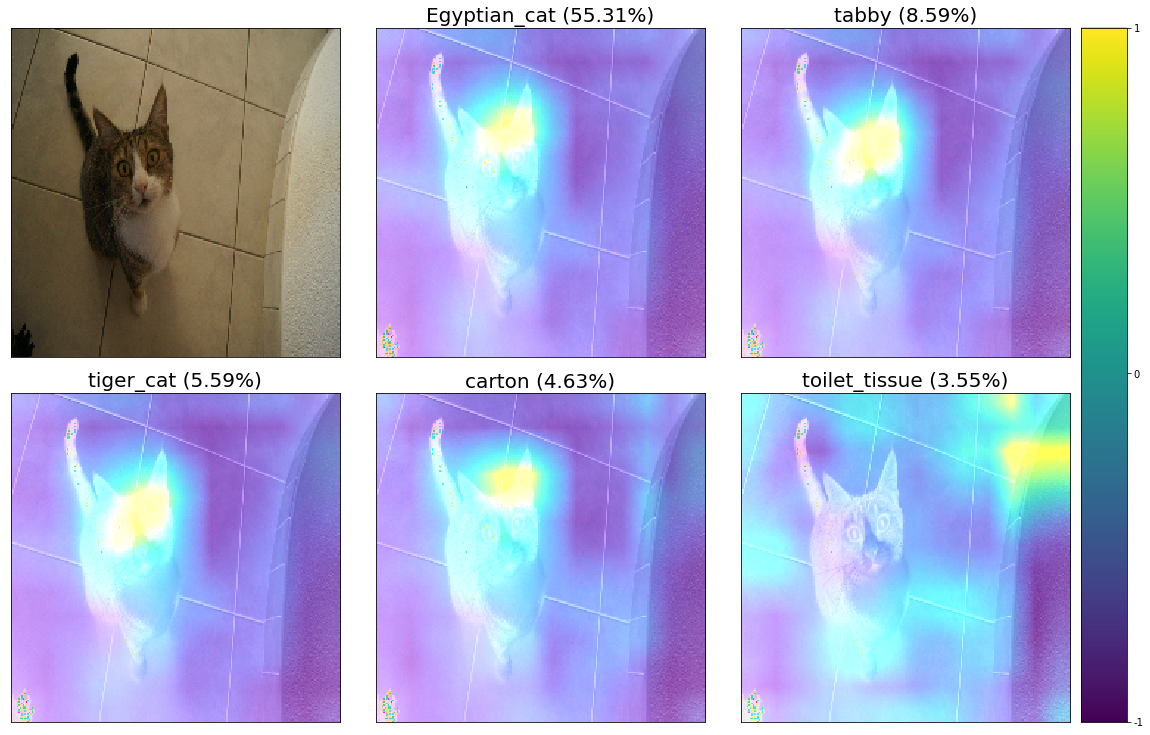 Egyptian_cat (55.31%)
tabby (8.59%)
1
tiger_cat (5.59%)
carton (4.63%)
toilet_tissue (3.55%)
0
-1